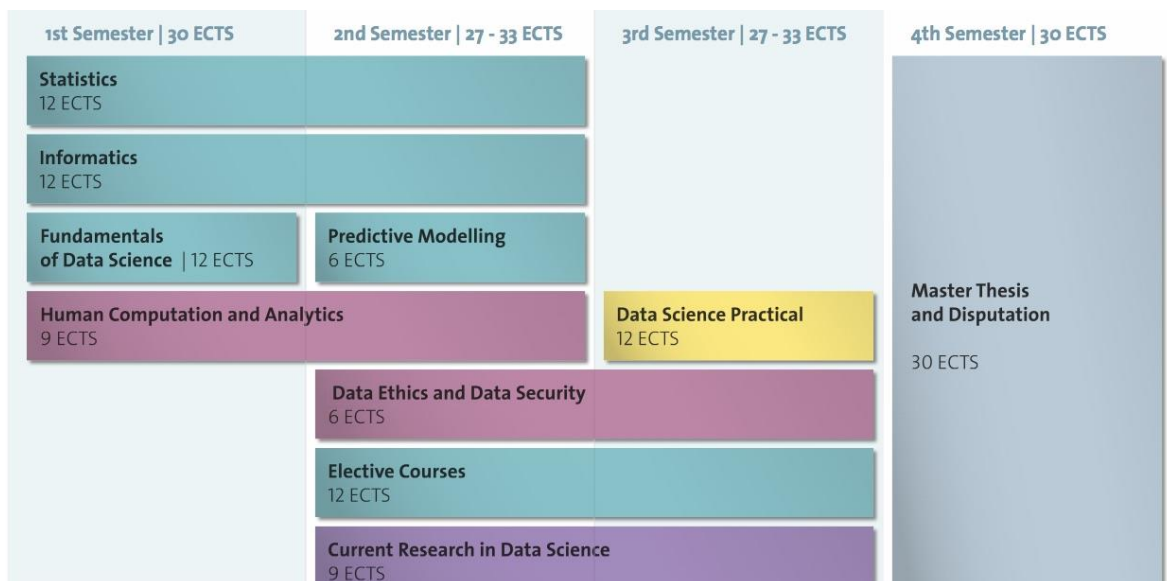 1st Semester | 30 ECTS
2nd Semester | 27 - 33 ECTS
3rd Semester | 27 - 33 ECTS
4th Semester | 30 ECTS
Statistics
12 ECTS
Informatics
12 ECTS
Fundamentals
of Data Science | 12 ECTS
Predictive Modelling
6 ECTS
Human Computation and Analytics
9 ECTS
Data Science Practical
12 ECTS
Data Ethics and Data Security
6 ECTS
Elective Courses
12 ECTS
Current Research in Data Science
9 ECTS
Master Thesis
and Disputation
30 ECTS